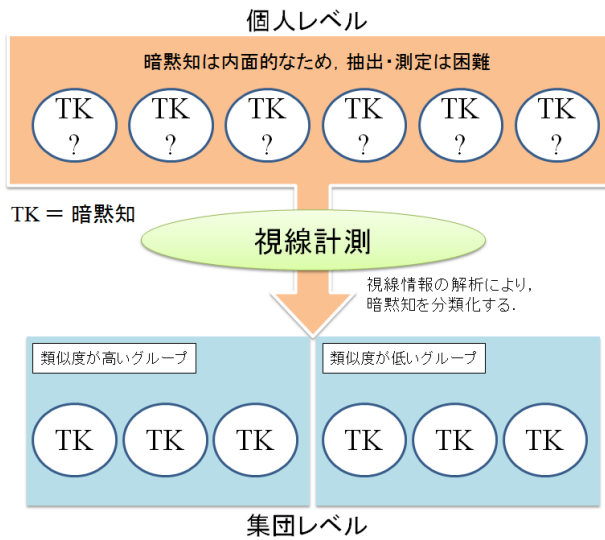 個人レベル
暗黙知は内面的なため，抽出・測定は困難
TK TK TK TK TK TK
? ? ? ? ? ?
TK ＝ 暗黙知
視線計測
視線情報の解析により，
暗黙知を分類化する．
類似度が高いグループ
類似度が低いグループ
TK TK TK TK TK TK
集団レベル